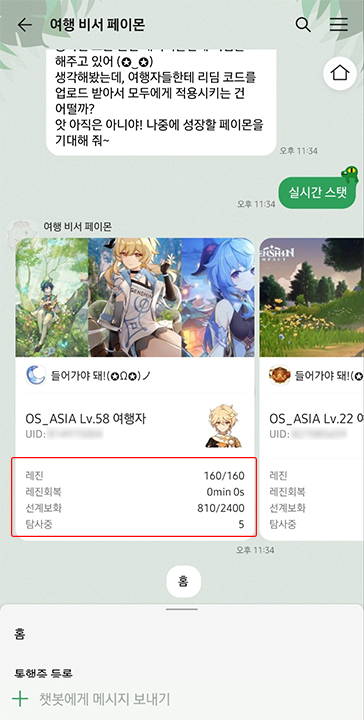 여행 비서 페이몬
해주고 있어 (✪‿✪)
생각해봤는데, 여행자들한테 리딤 코드를
업로드 받아서 모두에게 적용시키는 건
어떨까?
앗 아직은 아니야! 나중에 성장할 페이몬을
기대해 줘~
오후 11:34
오후 11:34
실시간 스탯
여행 비서 페이몬
GENSHIN
IMPACT
들어가야 돼!(✪Ω✪)ノ
들어가야 돼!(✪
OS_ASIA Lv.58 여행자
UID:
OS_ASIA Lv.22 여
UID:
레진 160/160
레진회복 0min 0s
선계보화 810/2400
탐사중 5
레진
레진회복
선계보화
탐사중
오후 11:34
홈
홈
통행증 등록
챗봇에게 메시지 보내기